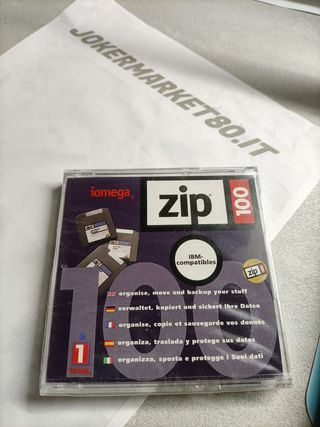 JOKERMARKET80.IT
iomega
zip 100
IBM-
compatibles
zip
100
organise, move and backup your stuff
verwaltet, kopiert und sichert Ihre Daten
organise, copie et sauvegarde vos donnés
organiza, traslada y protege sus datos
organizza, sposta e protegge i Suoi dati
i